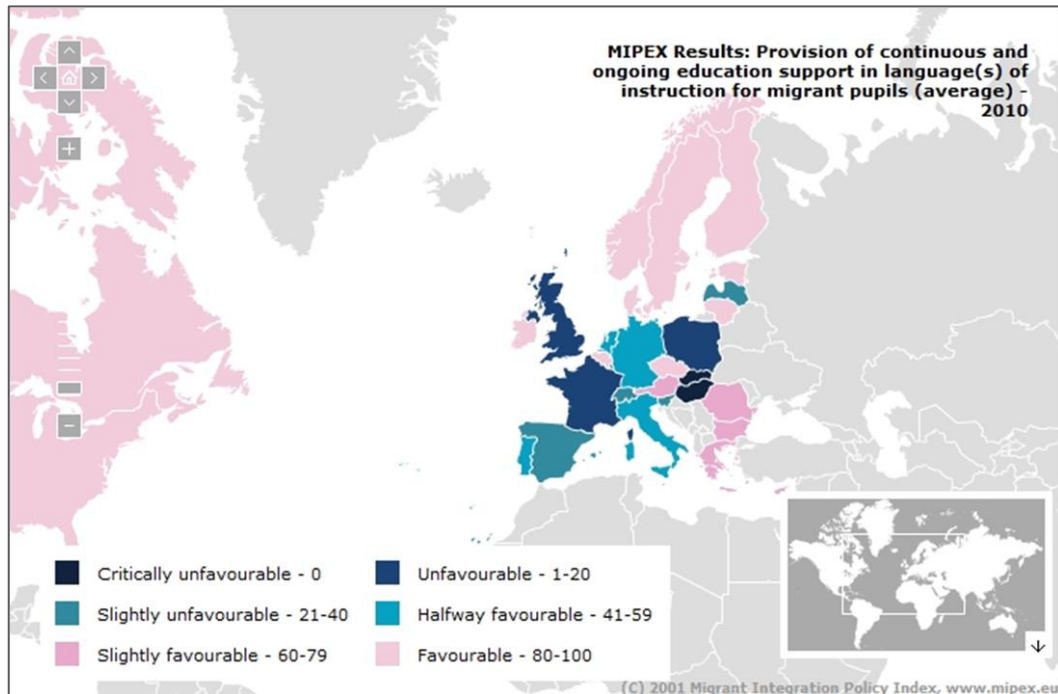 MIPEX Results: Provision of continuous and
ongoing education support in language(s) of
instruction for migrant pupils (average) -
2010
Critically unfavourable - 0
Unfavourable - 1-20
Slightly unfavourable - 21-40
Halfway favourable - 41-59
Slightly favourable - 60-79
Favourable - 80-100
(C) 2001 Migrant Integration Policy Index, www.mipex.eu